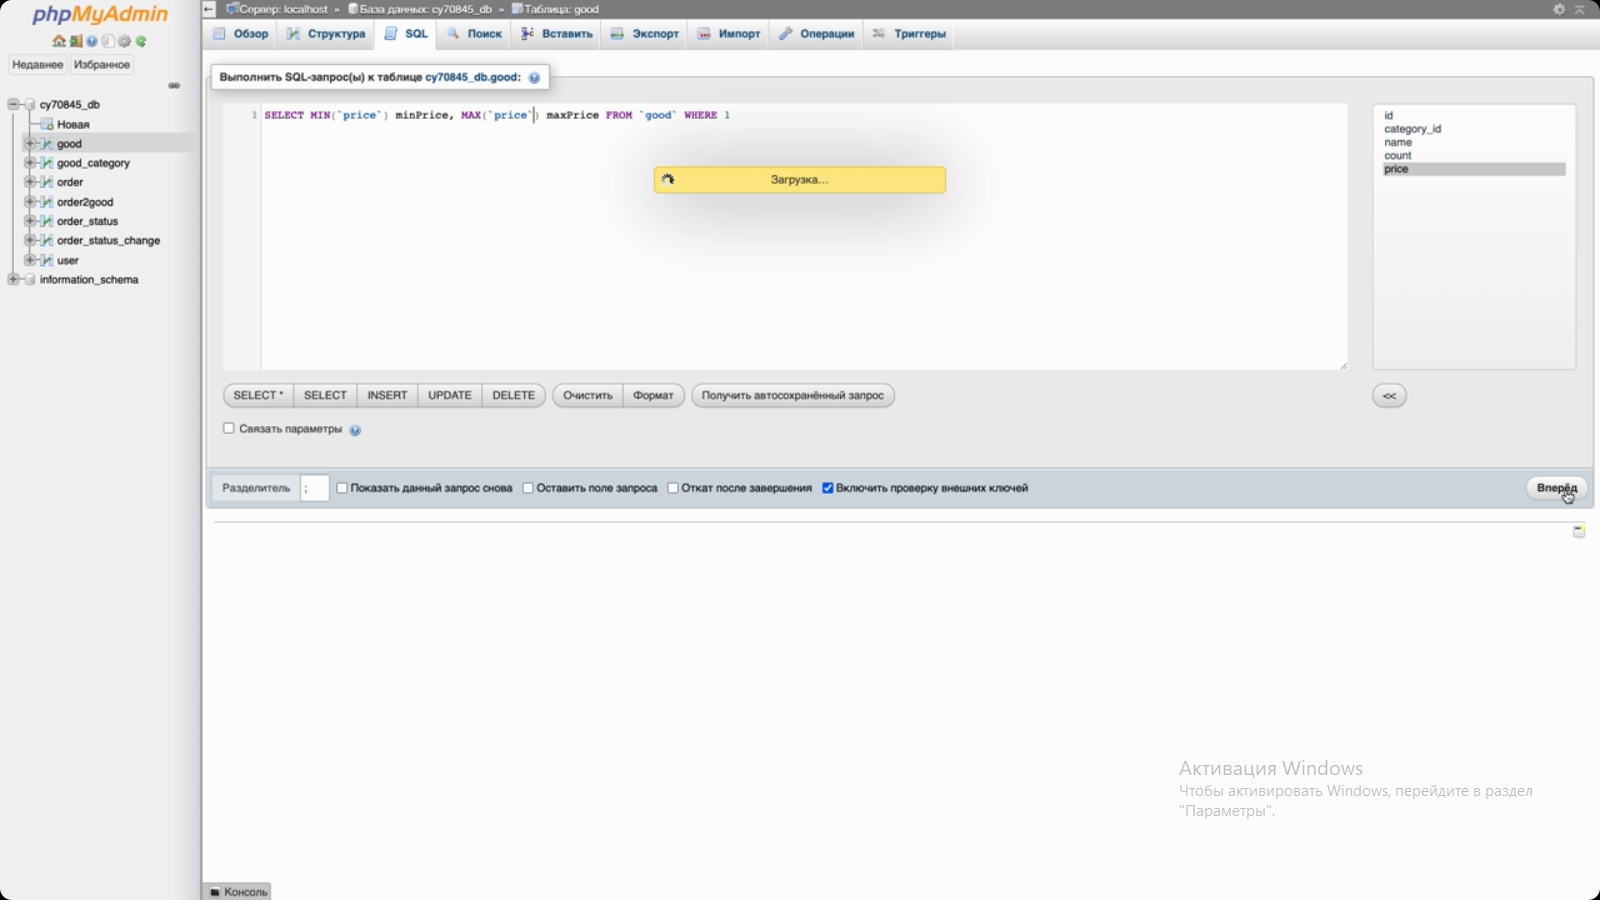 phpMyAdmin
Недавнее Избранное
cy70845_db
Новая
good
good_category
order
order2good
order_status
order_status_change
user
information_schema
Сервер: localhost » База данных: cy70845_db » Таблица: good
Обзор Структура SQL Поиск Вставить Экспорт Импорт Операции Триггеры
Выполнить SQL-запрос(ы) к таблице cy70845_db.good:
1 SELECT MIN(`price`) minPrice, MAX(`price`) maxPrice FROM `good` WHERE 1
Загрузка...
id
category_id
name
count
price
SELECT * SELECT INSERT UPDATE DELETE Очистить Формат Получить автосохранённый запрос <<
Связать параметры
Разделитель ; Показать данный запрос снова Оставить поле запроса Откат после завершения Включить проверку внешних ключей Вперёд
Активация Windows
Чтобы активировать Windows, перейдите в раздел
"Параметры".
Консоль